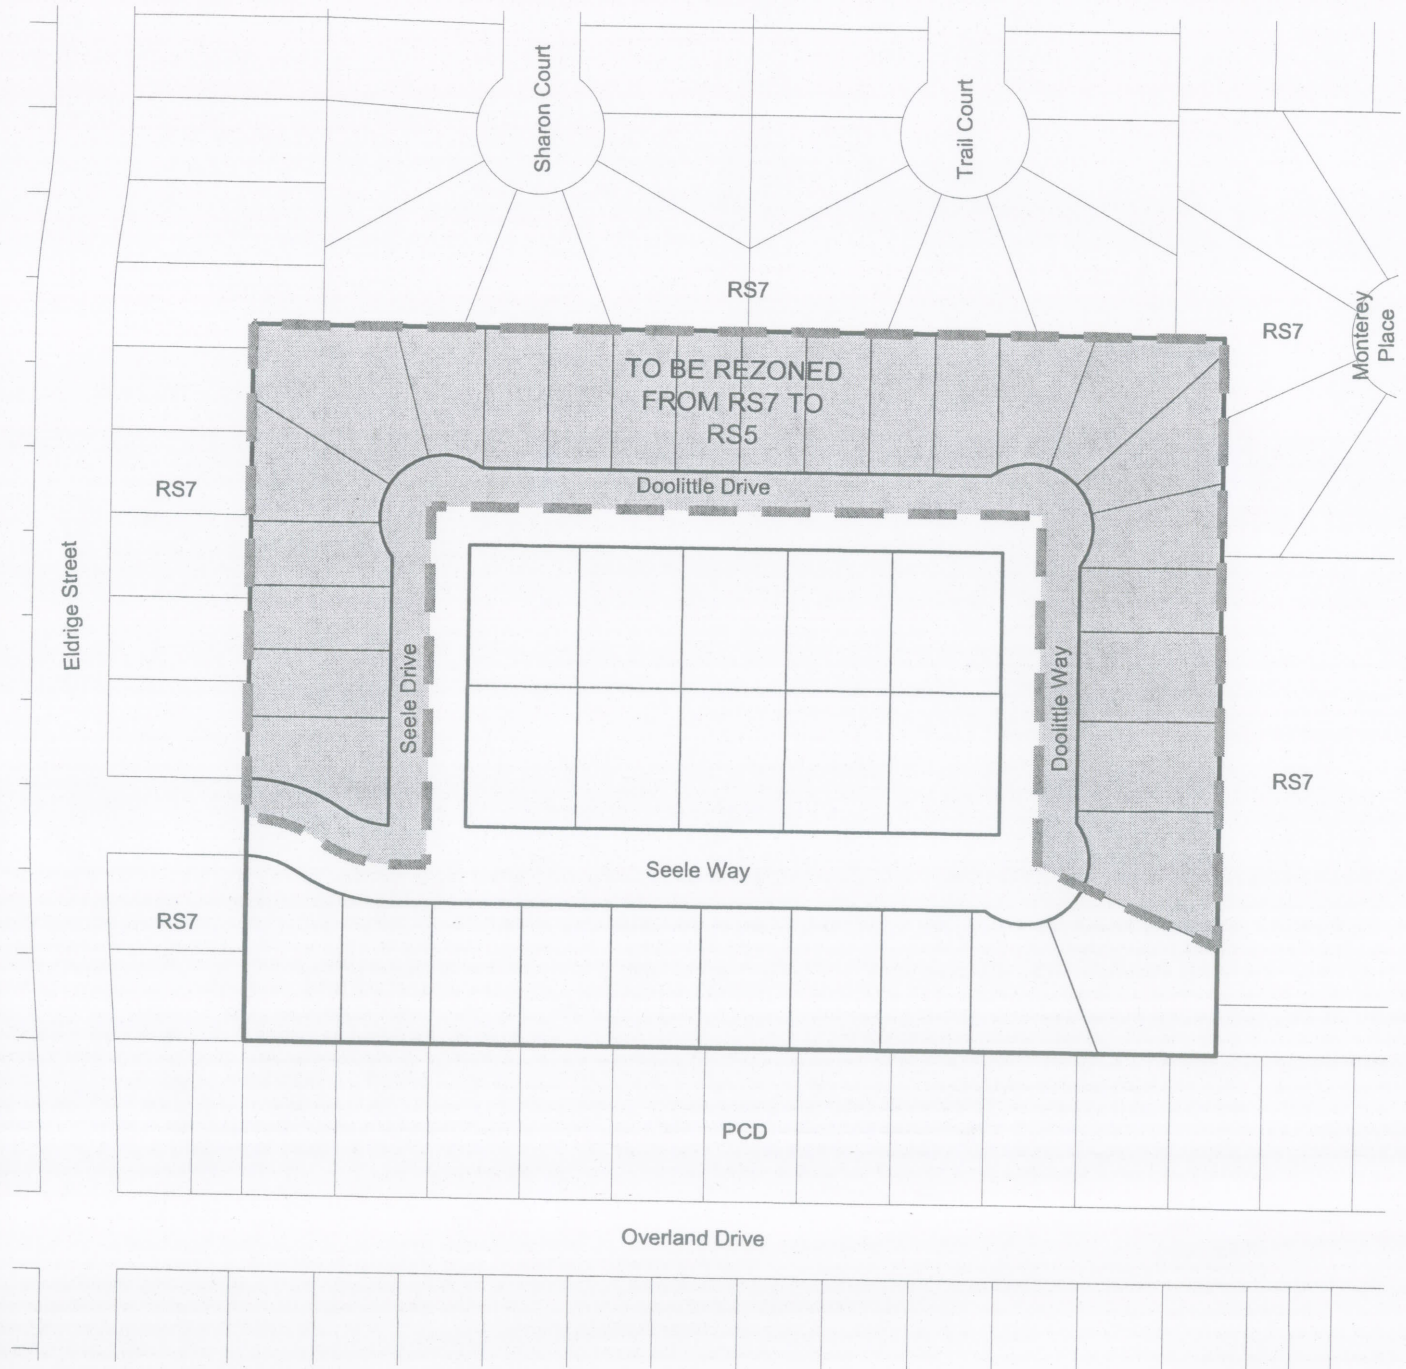 Sharon Court
Trail Court
RS7
RS7
Monterey
Place
TO BE REZONED
FROM RS7 TO
RS5
RS7
Doolittle Drive
Eldrige Street
Seele Drive
Doolittle Way
RS7
Seele Way
RS7
PCD
Overland Drive